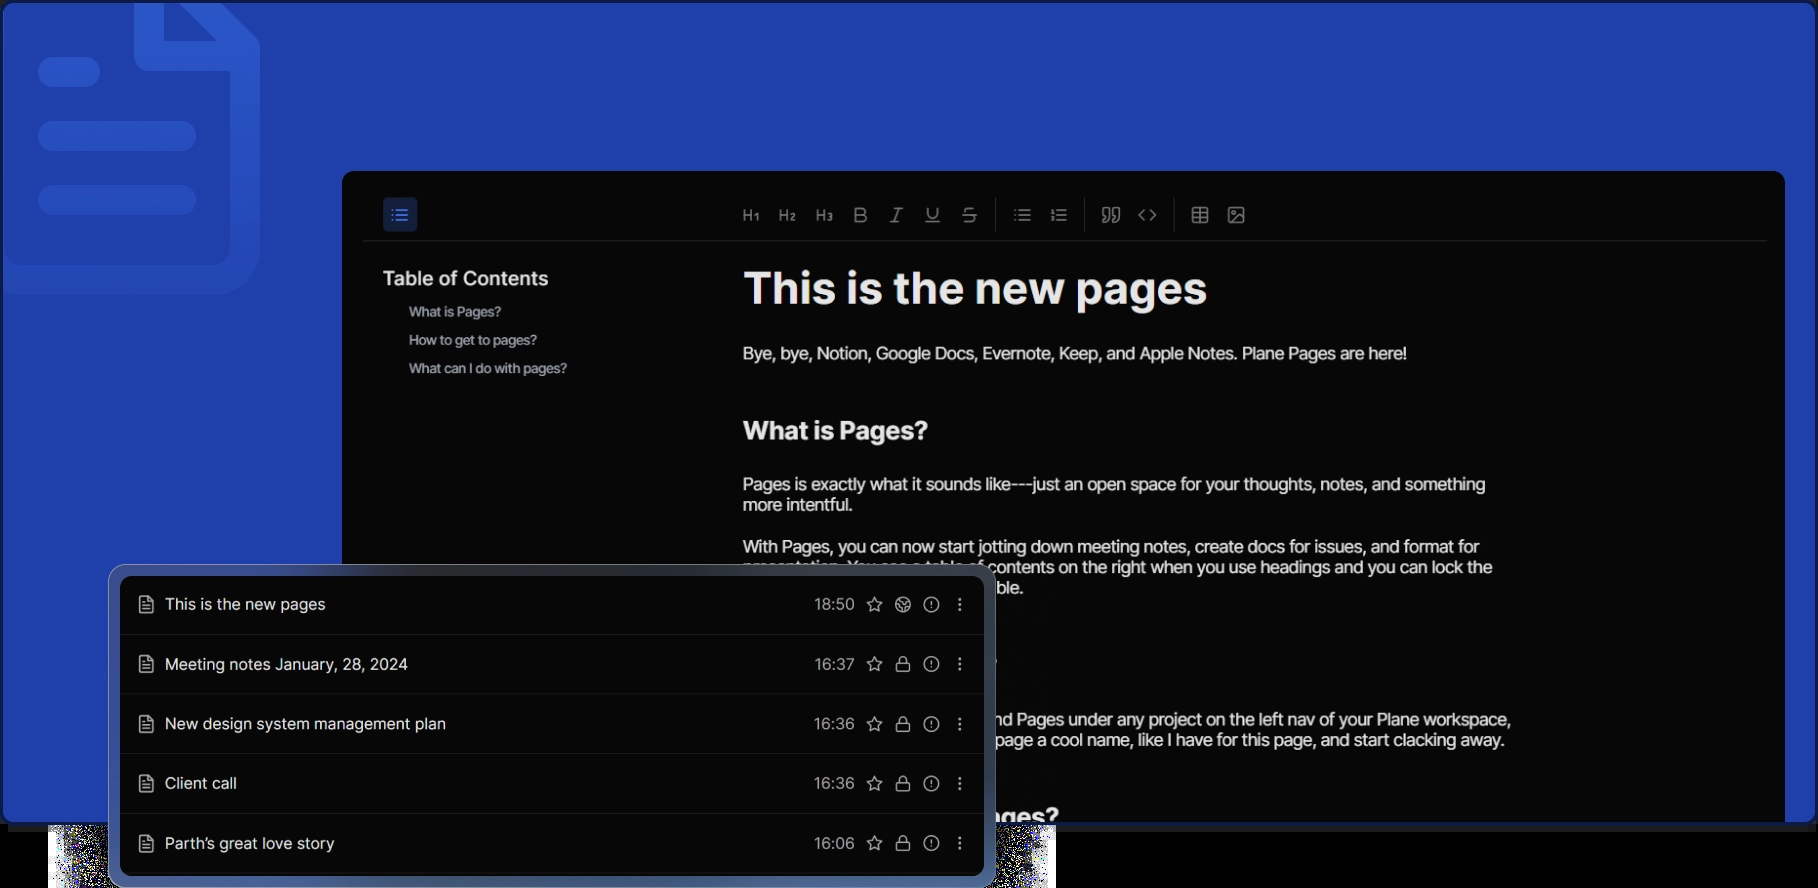 H1 H2 H3 B I U S
Table of Contents
What is Pages?
How to get to pages?
What can I do with pages?
This is the new pages
Bye, bye, Notion, Google Docs, Evernote, Keep, and Apple Notes. Plane Pages are here!
What is Pages?
Pages is exactly what it sounds like---just an open space for your thoughts, notes, and something
more intentful.
With Pages, you can now start jotting down meeting notes, create docs for issues, and format for
contents on the right when you use headings and you can lock the
ble.
nd Pages under any project on the left nav of your Plane workspace,
page a cool name, like I have for this page, and start clacking away.
ages?
This is the new pages 18:50
Meeting notes January, 28, 2024 16:37
New design system management plan 16:36
Client call 16:36
Parth's great love story 16:06